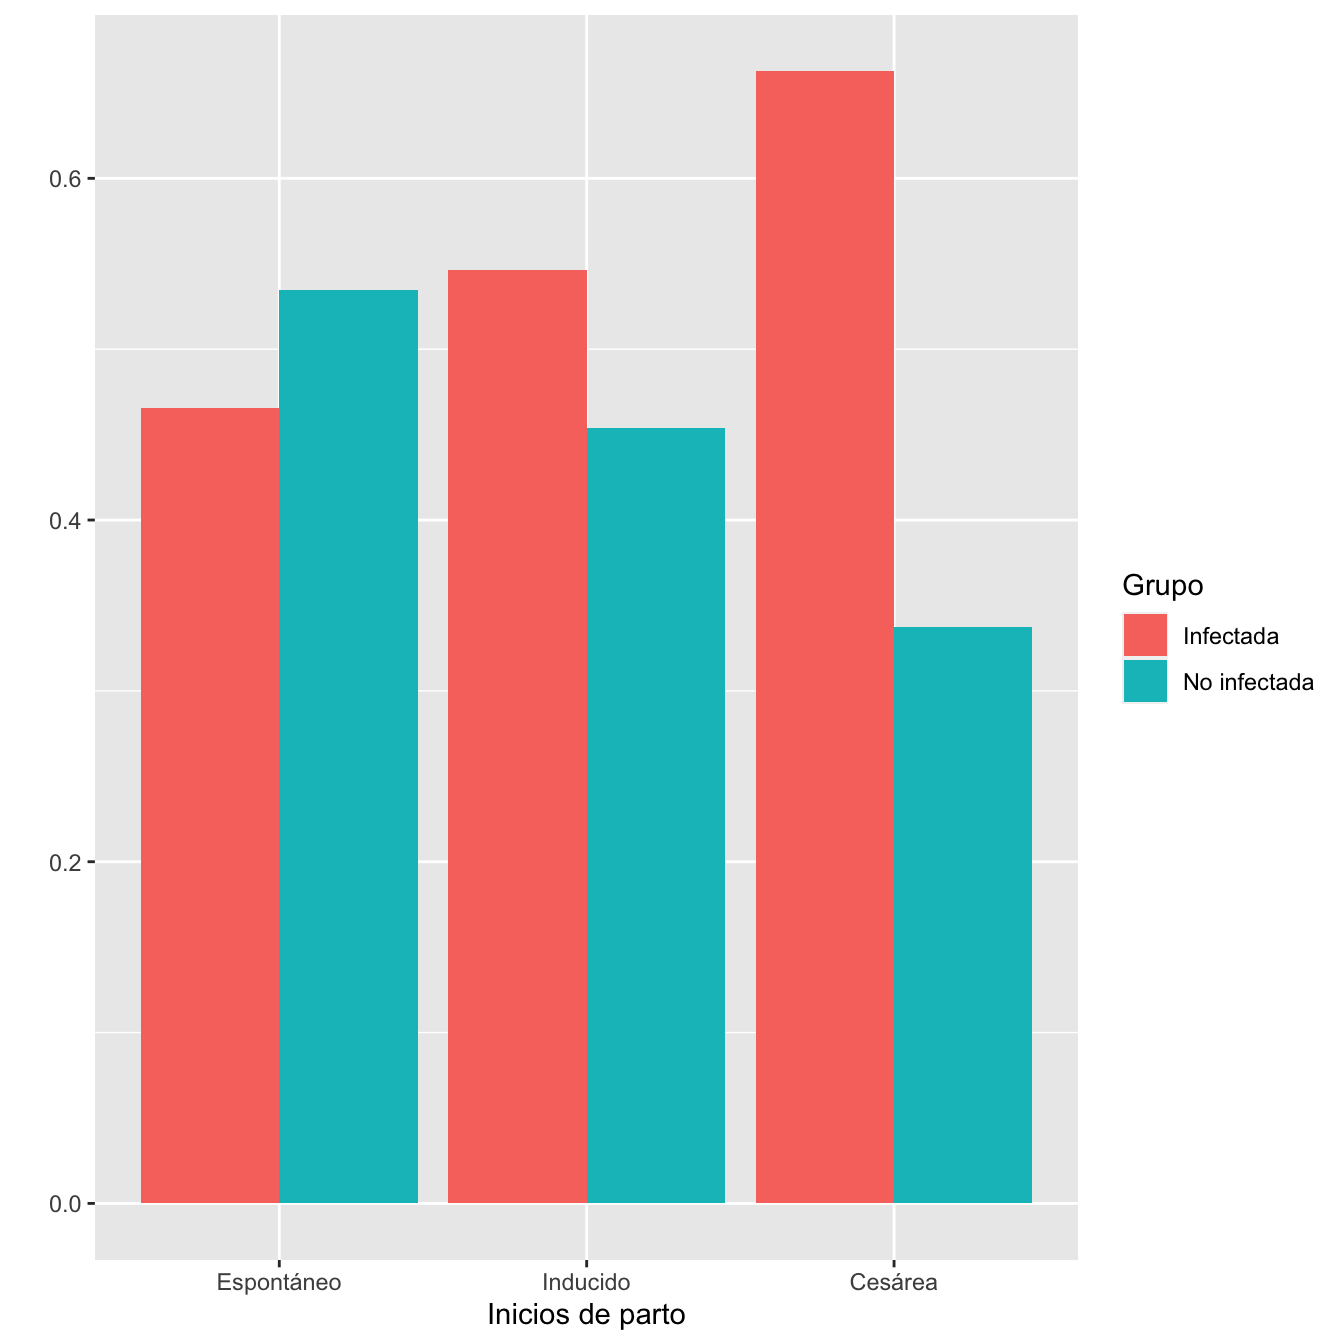 0.6
0.4
0.2
0.0
Espontáneo
Inducido
Cesárea
Inicios de parto
Grupo
Infectada
No infectada